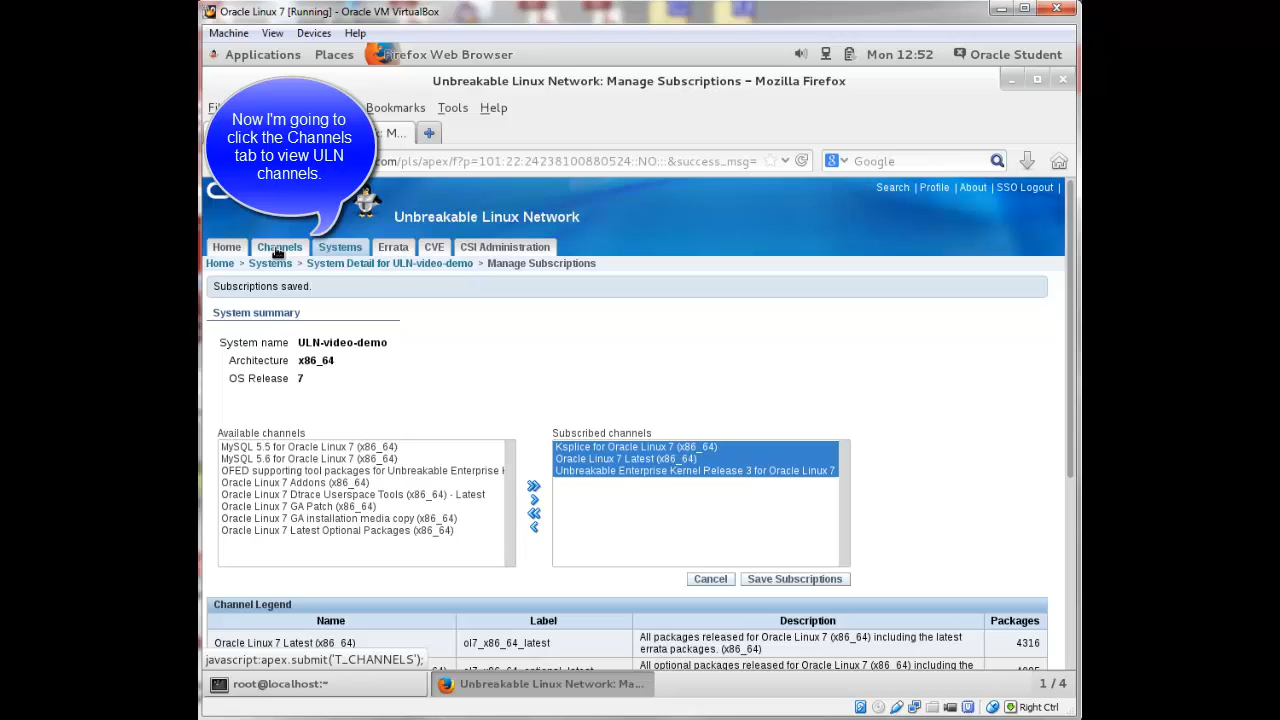 Oracle Linux 7 [Running] - Oracle VM VirtualBox
Machine View Devices Help
Applications Places Firefox Web Browser Mon 12:52 Oracle Student
Unbreakable Linux Network: Manage Subscriptions - Mozilla Firefox
Bookmarks Tools Help
Now I'm going to
click the Channels
tab to view ULN
channels.
: M...
com/pls/apex/f?p=101:22:24238100880524::NO:::&success_msg=
Google
Search | Profile | About | SSO Logout |
Unbreakable Linux Network
Home Channels Systems Errata CVE CSI Administration
Home > Systems > System Detail for ULN-video-demo > Manage Subscriptions
Subscriptions saved.
System summary
System name ULN-video-demo
Architecture x86_64
OS Release 7
Available channels
MySQL 5.5 for Oracle Linux 7 (x86_64)
MySQL 5.6 for Oracle Linux 7 (x86_64)
OFED supporting tool packages for Unbreakable Enterprise
Oracle Linux 7 Addons (x86_64)
Oracle Linux 7 Dtrace Userspace Tools (x86_64) - Latest
Oracle Linux 7 GA Patch (x86_64)
Oracle Linux 7 GA installation media copy (x86_64)
Oracle Linux 7 Latest Optional Packages (x86_64)
Subscribed channels
Ksplice for Oracle Linux 7 (x86_64)
Oracle Linux 7 Latest (x86_64)
Unbreakable Enterprise Kernel Release 3 for Oracle Linux 7
Cancel Save Subscriptions
Channel Legend
Name Label Description Packages
Oracle Linux 7 Latest (x86_64) ol7_x86_64_latest All packages released for Oracle Linux 7 (x86_64) including the latest errata packages. (x86_64) 4316
All optional packages released for Oracle Linux 7 (x86_64) including the
javascript:apex.submit('T_CHANNELS');
root@localhost:~ Unbreakable Linux Network: Ma... 1 / 4
Right Ctrl